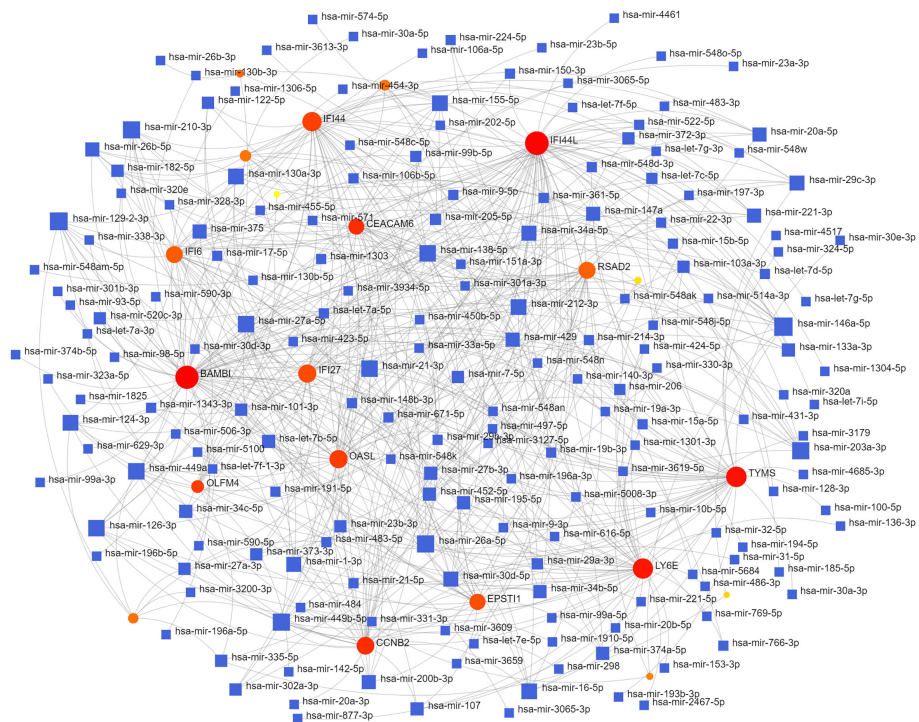 hsa-mir-4461
hsa-mir-574-5p
hsa-mir-30a-5p
hsa-mir-224-5p
hsa-mir-3613-3p
hsa-mir-106a-5p
hsa-mir-23b-5p
hsa-mir-548o-5p
hsa-mir-26b-3p
hsa-mir-23a-3p
hsa-mir-130b-3p
hsa-mir-150-3p
hsa-mir-1306-5p
hsa-mir-454-3p
hsa-mir-3065-5p
hsa-mir-122-5p
hsa-mir-155-5p
hsa-let-7f-5p
hsa-mir-483-3p
IFI44
hsa-mir-202-5p
hsa-mir-522-5p
hsa-mir-210-3p
hsa-mir-20a-5p
hsa-mir-372-3p
IFI44L
hsa-mir-548c-5p
hsa-mir-26b-5p
hsa-let-7g-3p
hsa-mir-548w
hsa-mir-99b-5p
hsa-mir-182-5p
hsa-mir-548d-3p
hsa-let-7c-5p
hsa-mir-130a-3p
hsa-mir-106b-5p
hsa-mir-29c-3p
hsa-mir-320e
hsa-mir-9-5p
hsa-mir-197-3p
hsa-mir-328-3p
hsa-mir-361-5p
hsa-mir-455-5p
hsa-mir-147a
hsa-mir-221-3p
hsa-mir-129-2-3p
hsa-mir-571
hsa-mir-205-5p
hsa-mir-22-3p
CEACAM6
hsa-mir-375
hsa-mir-34a-5p
hsa-mir-4517
hsa-mir-338-3p
hsa-mir-15b-5p
hsa-mir-30e-3p
hsa-mir-324-5p
IFI6
hsa-mir-17-5p
hsa-mir-1303
hsa-mir-138-5p
hsa-mir-151a-3p
hsa-mir-103a-3p
hsa-mir-548am-5p
RSAD2
hsa-let-7d-5p
hsa-mir-130b-5p
hsa-mir-301a-3p
hsa-mir-590-3p
hsa-mir-3934-5p
hsa-mir-301b-3p
hsa-mir-514a-3p
hsa-mir-548ak
hsa-let-7g-5p
hsa-mir-93-5p
hsa-mir-212-3p
hsa-let-7a-5p
hsa-mir-520c-3p
hsa-mir-450b-5p
hsa-mir-27a-5p
hsa-mir-548j-5p
hsa-mir-146a-5p
hsa-let-7a-3p
hsa-mir-423-5p
hsa-mir-429
hsa-mir-214-3p
hsa-mir-30d-3p
hsa-mir-33a-5p
hsa-mir-424-5p
hsa-mir-133a-3p
hsa-mir-374b-5p
hsa-mir-98-5p
hsa-mir-548n
hsa-mir-21-3p
hsa-mir-330-3p
hsa-mir-1304-5p
BAMBI
IFI27
hsa-mir-7-5p
hsa-mir-140-3p
hsa-mir-323a-5p
hsa-mir-206
hsa-mir-320a
hsa-mir-1825
hsa-mir-148b-3p
hsa-let-7i-5p
hsa-mir-1343-3p
hsa-mir-101-3p
hsa-mir-548an
hsa-mir-19a-3p
hsa-mir-671-5p
hsa-mir-431-3p
hsa-mir-124-3p
hsa-mir-15a-5p
hsa-mir-497-5p
hsa-mir-506-3p
hsa-mir-29b-3p
hsa-mir-3179
hsa-let-7b-5p
hsa-mir-3127-5p
hsa-mir-1301-3p
hsa-mir-629-3p
hsa-mir-5100
hsa-mir-19b-3p
hsa-mir-203a-3p
OASL
hsa-mir-548k
hsa-mir-3619-5p
hsa-mir-449a
hsa-let-7f-1-3p
hsa-mir-27b-3p
hsa-mir-4685-3p
hsa-mir-99a-3p
hsa-mir-196a-3p
TYMS
OLFM4
hsa-mir-191-5p
hsa-mir-452-5p
hsa-mir-128-3p
hsa-mir-5008-3p
hsa-mir-195-5p
hsa-mir-34c-5p
hsa-mir-10b-5p
hsa-mir-100-5p
hsa-mir-126-3p
hsa-mir-23b-3p
hsa-mir-9-3p
hsa-mir-136-3p
hsa-mir-32-5p
hsa-mir-616-5p
hsa-mir-590-5p
hsa-mir-483-5p
hsa-mir-26a-5p
hsa-mir-194-5p
hsa-mir-196b-5p
hsa-mir-373-3p
hsa-mir-31-5p
hsa-mir-1-3p
hsa-mir-29a-3p
hsa-mir-5684
hsa-mir-27a-3p
LY6E
hsa-mir-185-5p
hsa-mir-30d-5p
hsa-mir-21-5p
hsa-mir-486-3p
hsa-mir-3200-3p
hsa-mir-34b-5p
hsa-mir-30a-3p
EPSTI1
hsa-mir-221-5p
hsa-mir-484
hsa-mir-769-5p
hsa-mir-331-3p
hsa-mir-99a-5p
hsa-mir-449b-5p
hsa-mir-20b-5p
hsa-mir-3609
hsa-mir-196a-5p
hsa-let-7e-5p
hsa-mir-1910-5p
CCNB2
hsa-mir-766-3p
hsa-mir-374a-5p
hsa-mir-335-5p
hsa-mir-3659
hsa-mir-153-3p
hsa-mir-142-5p
hsa-mir-298
hsa-mir-200b-3p
hsa-mir-302a-3p
hsa-mir-16-5p
hsa-mir-193b-3p
hsa-mir-20a-3p
hsa-mir-2467-5p
hsa-mir-107
hsa-mir-3065-3p
hsa-mir-877-3p